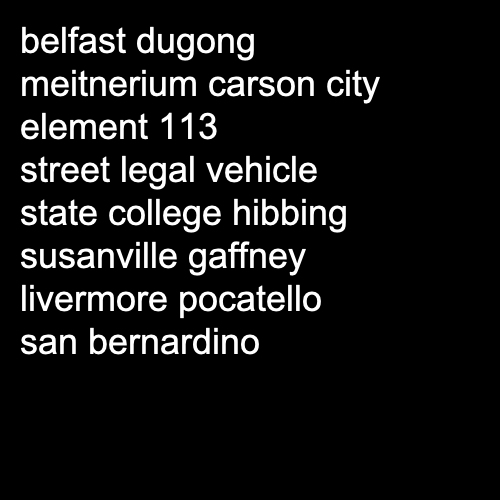 belfast dugong
meitnerium carson city
element 113
street legal vehicle
state college hibbing
susanville gaffney
livermore pocatello
san bernardino